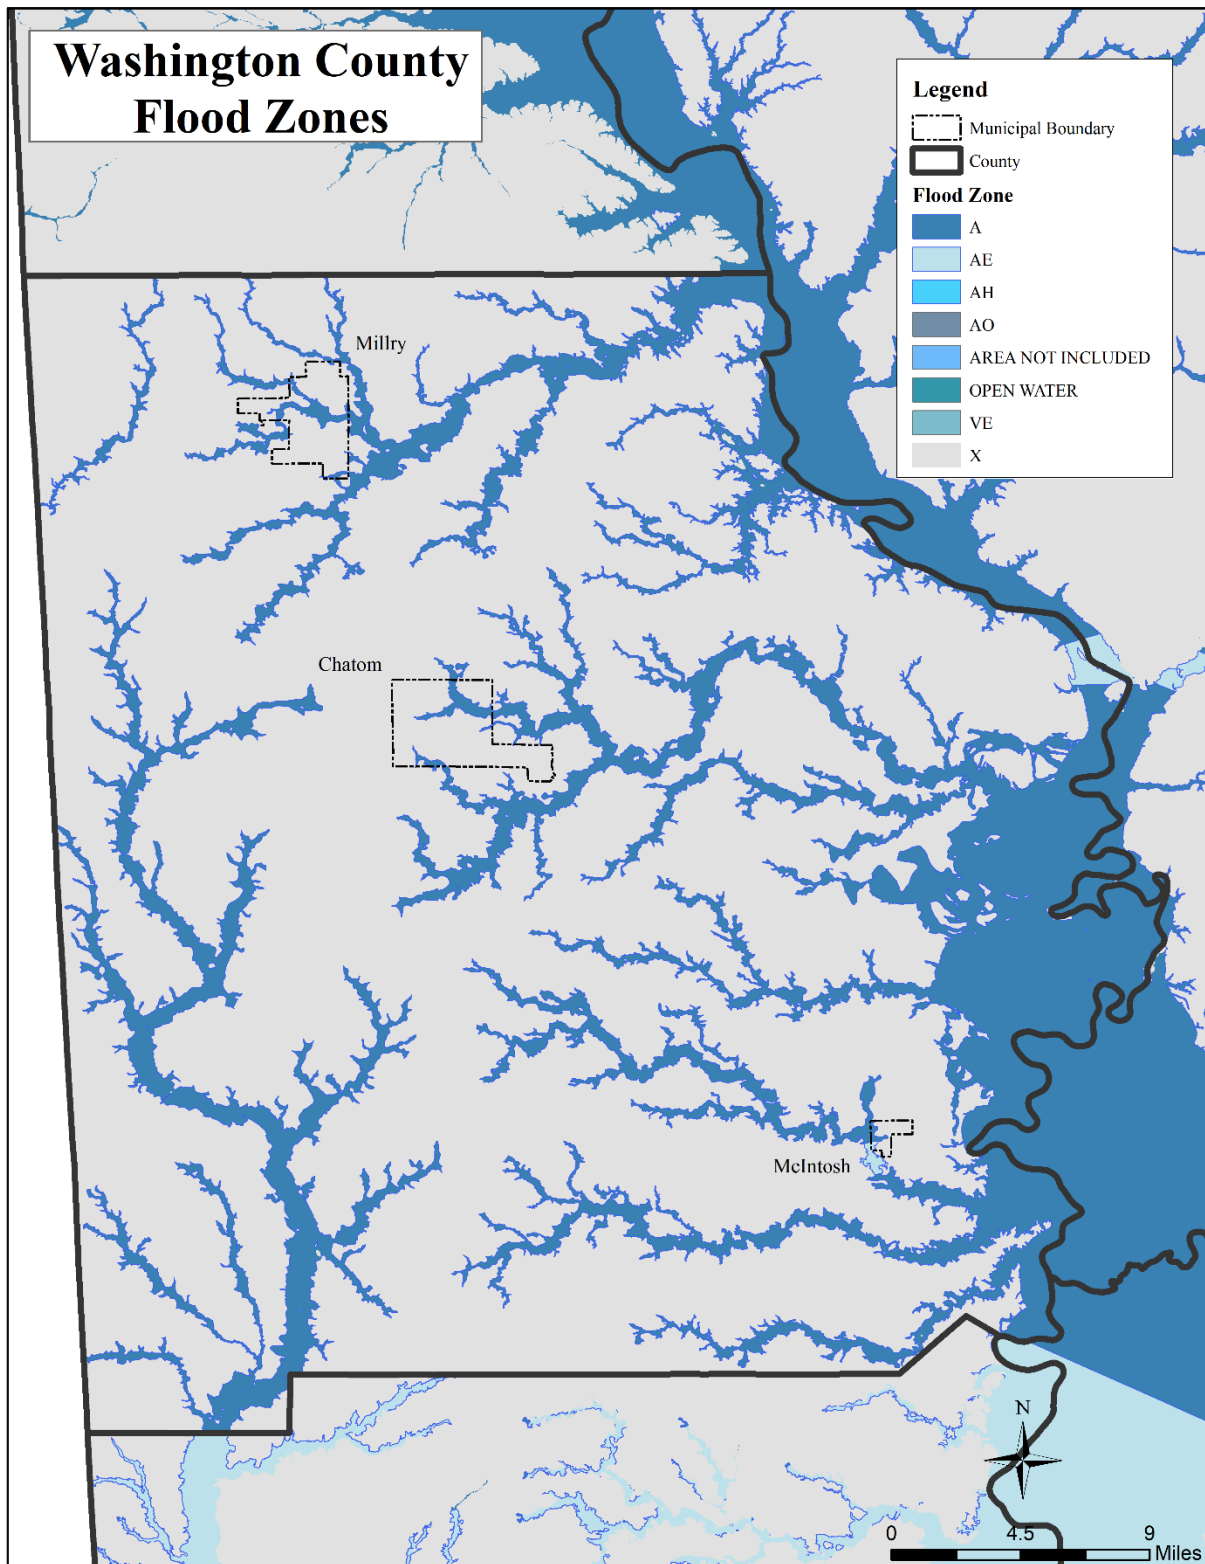 Washington County
Flood Zones
Legend
Municipal Boundary
County
Flood Zone
A
AE
AH
AO
AREA NOT INCLUDED
OPEN WATER
VE
X
Millry
Chatom
McIntosh
N
0 4.5 9
Miles